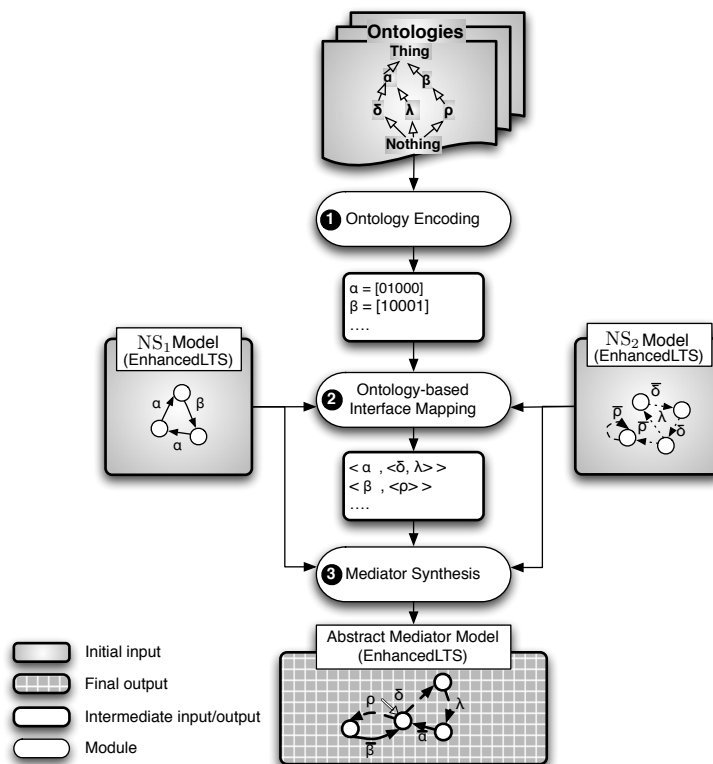 Ontologies
Thing
α β
δ λ ρ
Nothing
1 Ontology Encoding
α = [01000]
β = [10001]
....
NS₁ Model
(EnhancedLTS)
α β
α
2 Ontology-based
Interface Mapping
NS₂ Model
(EnhancedLTS)
δ̅
ρ̅ λ
ρ̅ δ̅
< α , <δ, λ> >
< β , <ρ> >
....
3 Mediator Synthesis
Abstract Mediator Model
(EnhancedLTS)
ρ δ
λ
β̅ α̅
Initial input
Final output
Intermediate input/output
Module